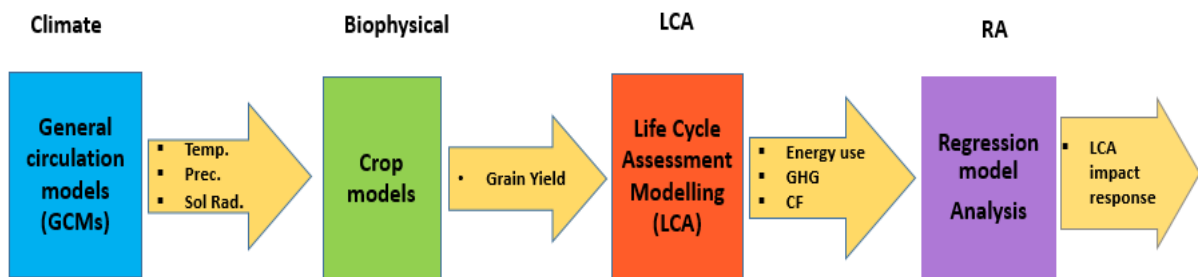 Climate
Biophysical
LCA
RA
General
circulation
models
(GCMs)
▪ Temp.
▪ Prec.
▪ Sol Rad.
Crop
models
• Grain Yield
Life Cycle
Assessment
Modelling
(LCA)
▪ Energy use
▪ GHG
▪ CF
Regression
model
Analysis
▪ LCA
impact
response